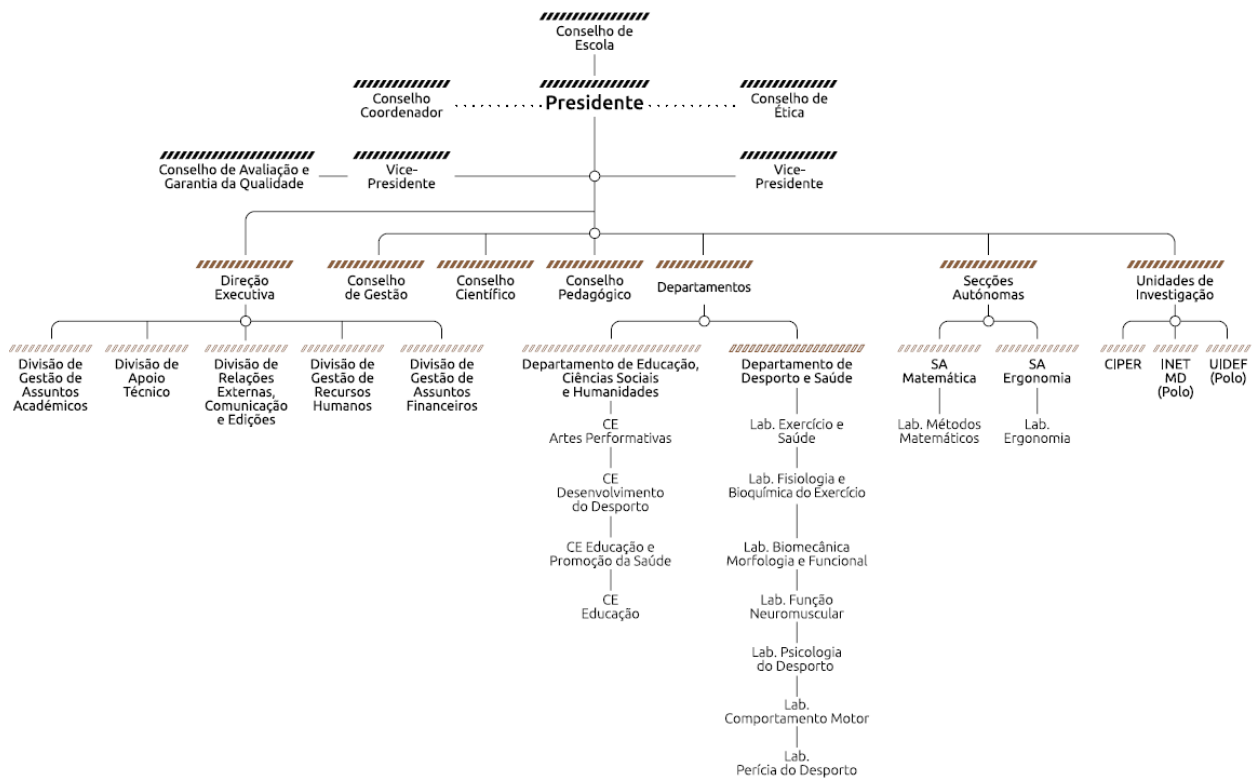 Conselho de
Escola
Conselho
Coordenador
Presidente
Conselho de
Ética
Conselho de Avaliação e
Garantia da Qualidade
Vice-
Presidente
Vice-
Presidente
Direção
Executiva
Conselho
de Gestão
Conselho
Científico
Conselho
Pedagógico
Departamentos
Secções
Autónomas
Unidades de
Investigação
Divisão de
Gestão de
Assuntos
Académicos
Divisão de
Apoio
Técnico
Divisão de
Relações
Externas,
Comunicação
e Edições
Divisão de
Gestão de
Recursos
Humanos
Divisão de
Gestão de
Assuntos
Financeiros
Departamento de Educação,
Ciências Sociais
e Humanidades
Departamento de
Desporto e Saúde
SA
Matemática
SA
Ergonomia
CIPER
INET
MD
(Polo)
UIDEF
(Polo)
CE
Artes Performativas
CE
Desenvolvimento
do Desporto
CE Educação e
Promoção da Saúde
CE
Educação
Lab. Exercício e
Saúde
Lab. Fisiologia e
Bioquímica do Exercício
Lab. Biomecânica
Morfologia e Funcional
Lab. Função
Neuromuscular
Lab. Psicologia
do Desporto
Lab.
Comportamento Motor
Lab.
Perícia do Desporto
Lab. Métodos
Matemáticos
Lab.
Ergonomia